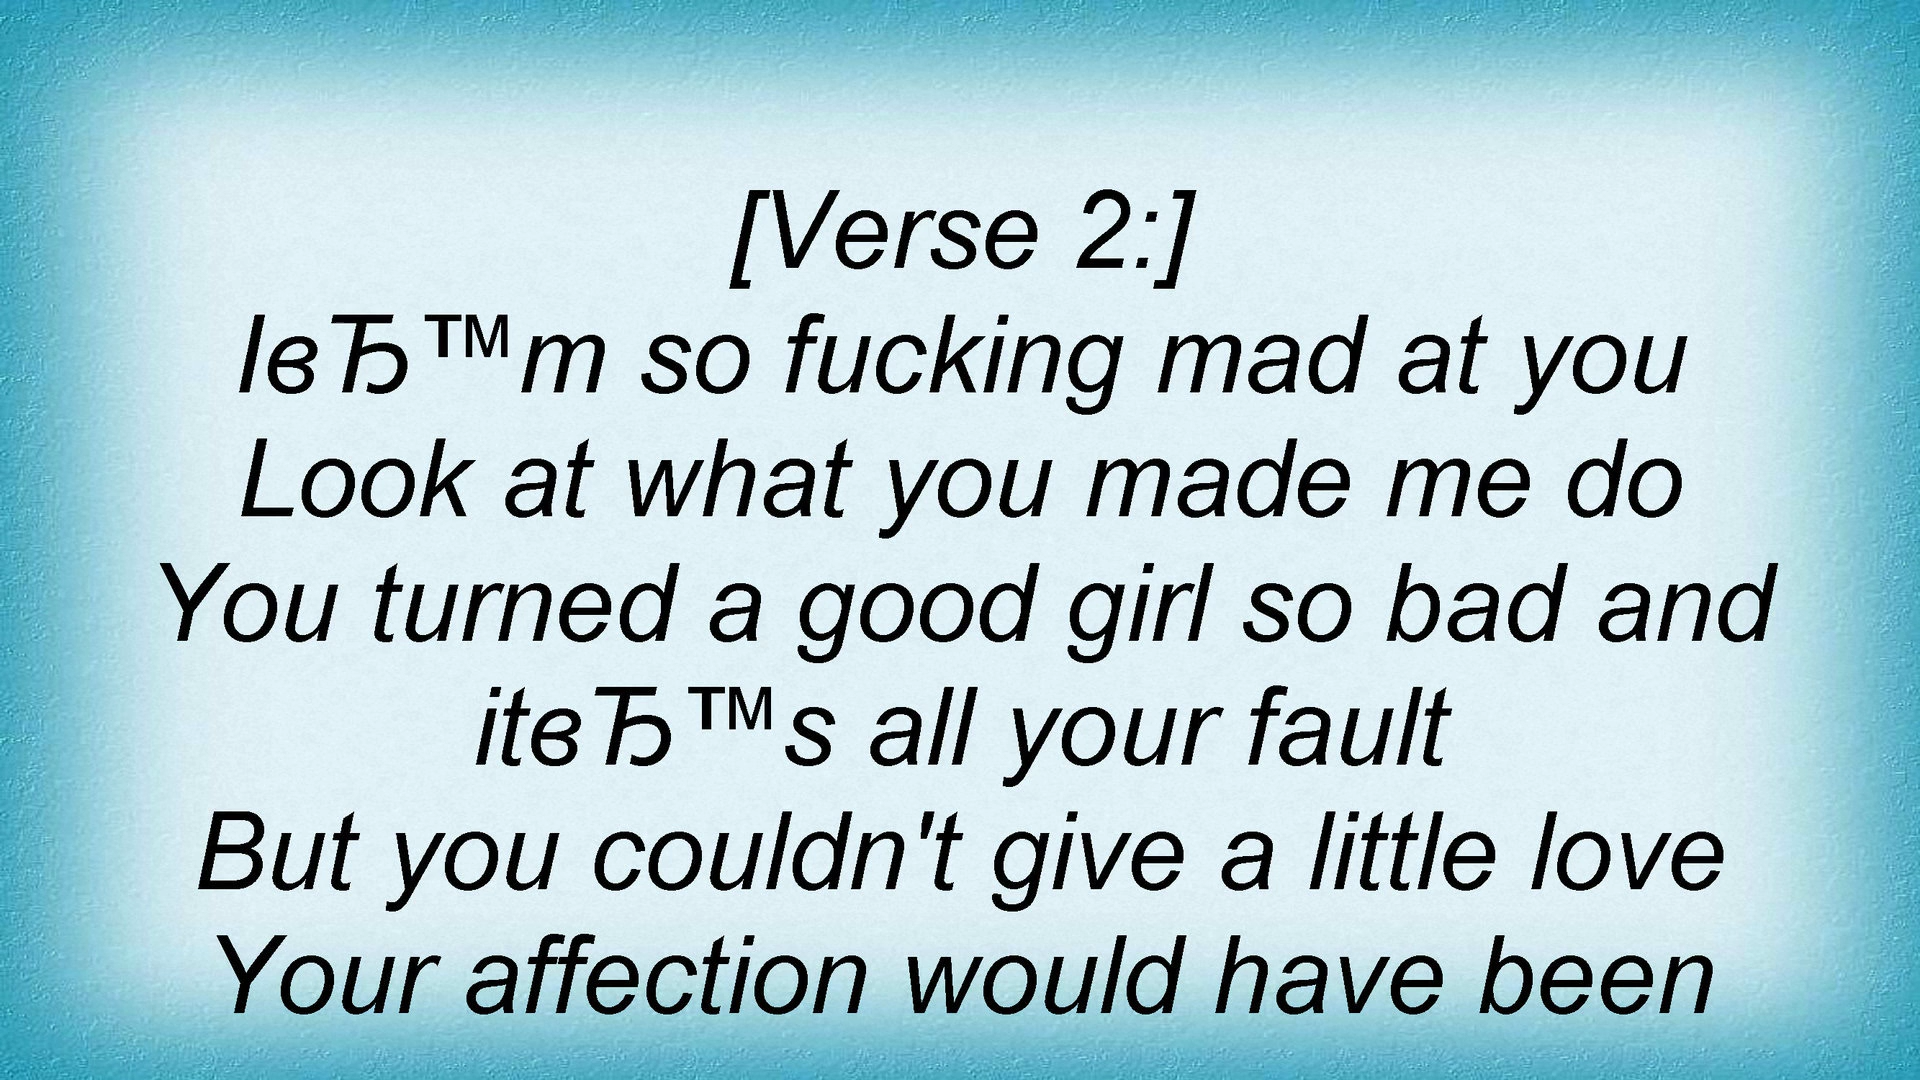 [Verse 2:]
IвЂ™m so fucking mad at you
Look at what you made me do
You turned a good girl so bad and
itвЂ™s all your fault
But you couldn't give a little love
Your affection would have been